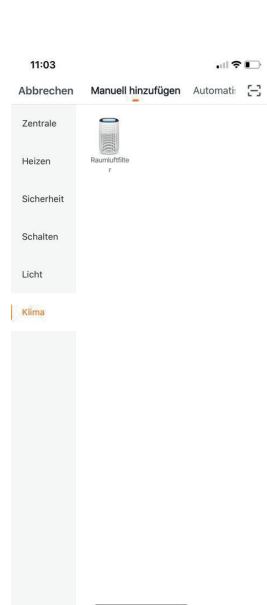 11:03
Abbrechen Manuell hinzufügen Automati
Zentrale
Raumluftfilte
r
Heizen
Sicherheit
Schalten
Licht
Klima